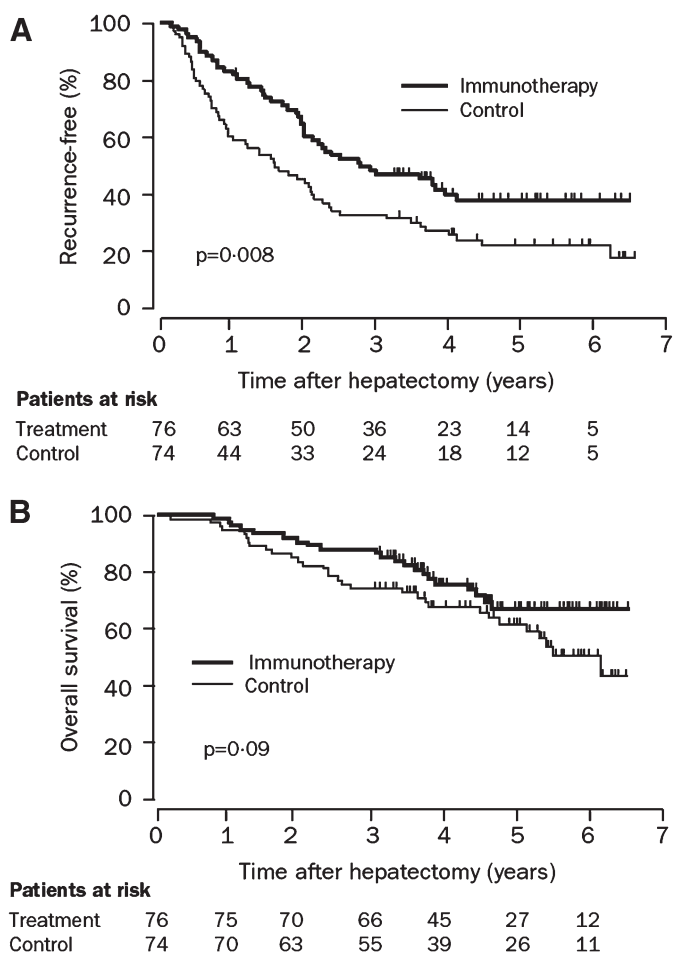 A
100
80
60
40
20
0
Recurrence-free (%)
Immunotherapy
Control
p=0·008
0 1 2 3 4 5 6 7
Time after hepatectomy (years)
Patients at risk
Treatment 76 63 50 36 23 14 5
Control 74 44 33 24 18 12 5
B
100
80
60
40
20
0
Overall survival (%)
Immunotherapy
Control
p=0·09
0 1 2 3 4 5 6 7
Time after hepatectomy (years)
Patients at risk
Treatment 76 75 70 66 45 27 12
Control 74 70 63 55 39 26 11